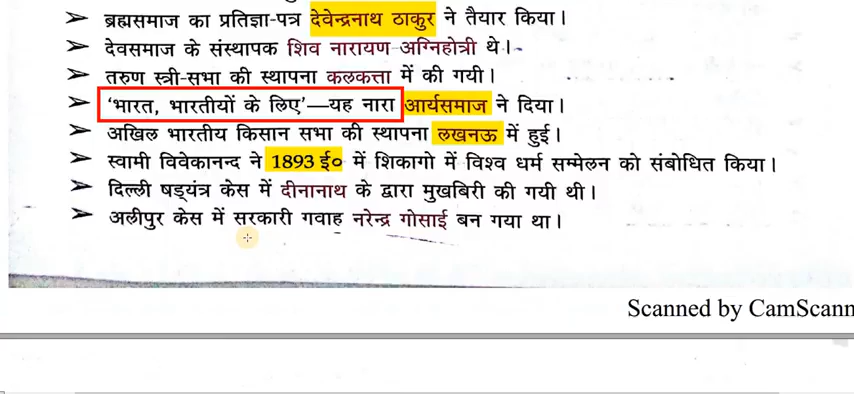 ➤ ब्रह्मसमाज का प्रतिज्ञा-पत्र देवेन्द्रनाथ ठाकुर ने तैयार किया।
➤ देवसमाज के संस्थापक शिव नारायण अग्निहोत्री थे।
➤ तरुण स्त्री-सभा की स्थापना कलकत्ता में की गयी।
➤ ‘भारत, भारतीयों के लिए’—यह नारा आर्यसमाज ने दिया।
➤ अखिल भारतीय किसान सभा की स्थापना लखनऊ में हुई।
➤ स्वामी विवेकानन्द ने 1893 ई० में शिकागो में विश्व धर्म सम्मेलन को संबोधित किया।
➤ दिल्ली षड्यंत्र केस में दीनानाथ के द्वारा मुखबिरी की गयी थी।
➤ अलीपुर केस में सरकारी गवाह नरेन्द्र गोसाई बन गया था।
Scanned by CamScann